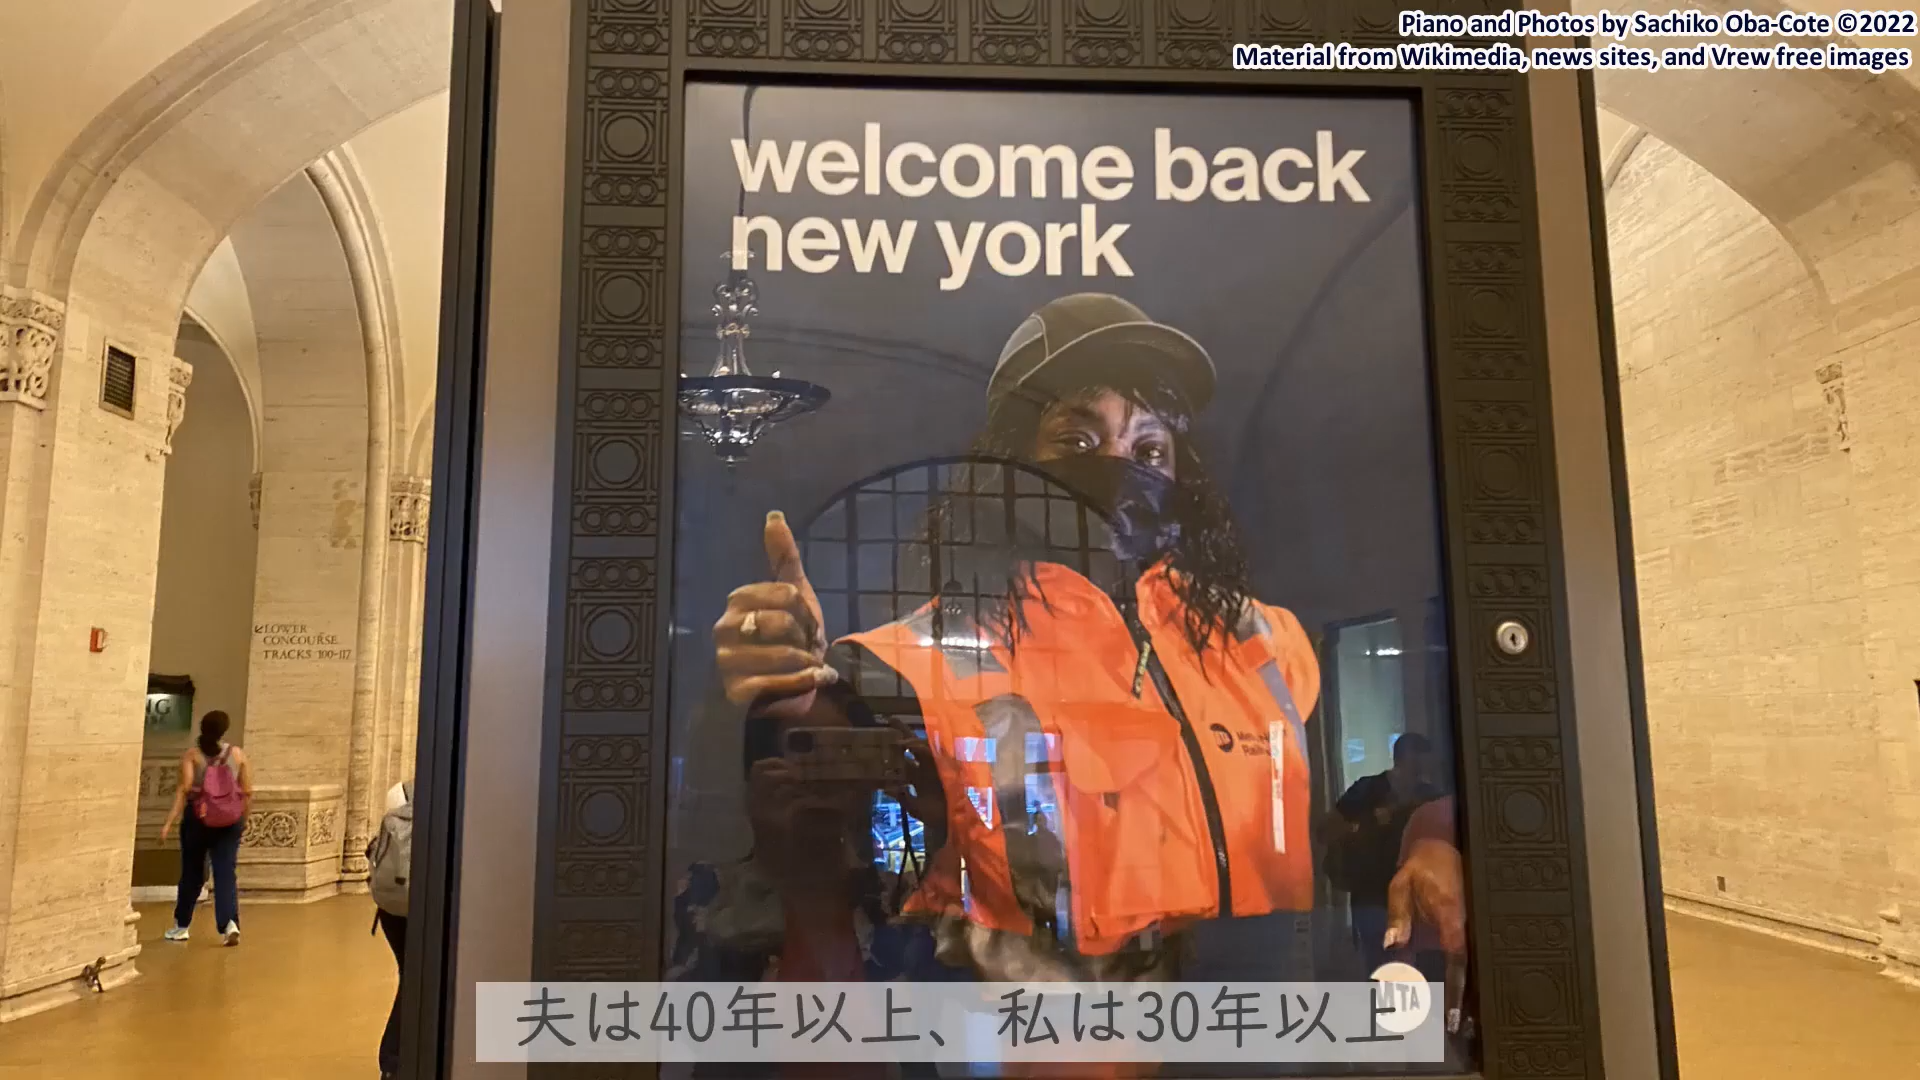 Piano and Photos by Sachiko Oba-Cote ©2022
Material from Wikimedia, news sites, and Vrew free images
welcome back
new york
LOWER
CONCOURSE
TRACKS 100-117
MTA
夫は40年以上、私は30年以上